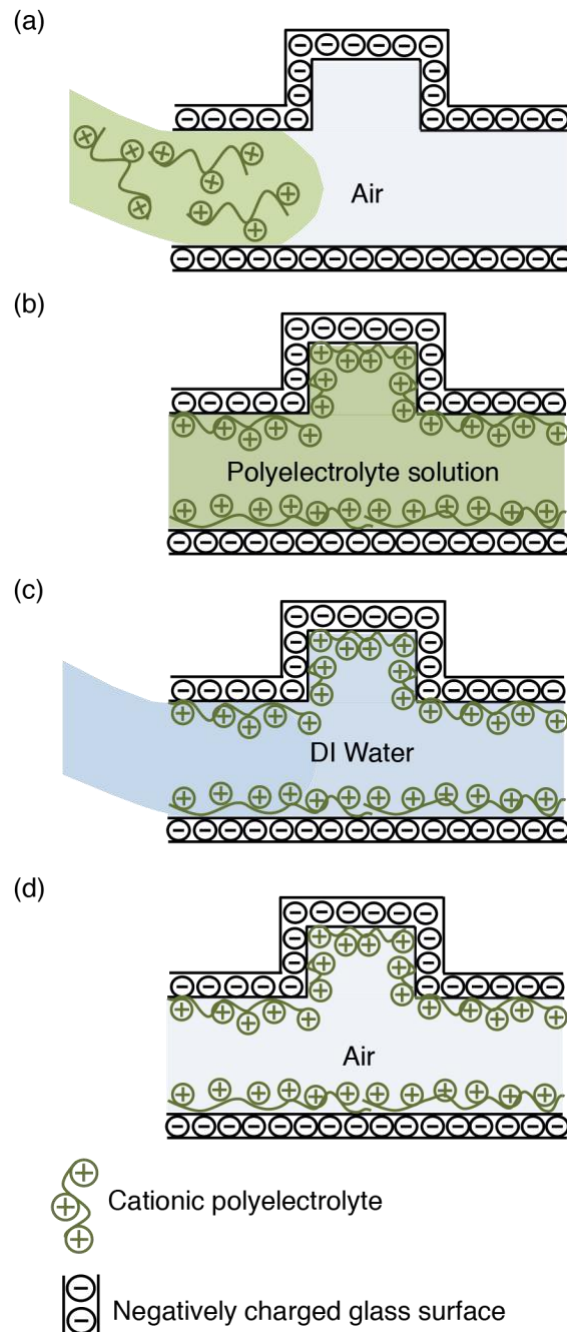 (a)
Air
(b)
Polyelectrolyte solution
(c)
DI Water
(d)
Air
Cationic polyelectrolyte
Negatively charged glass surface